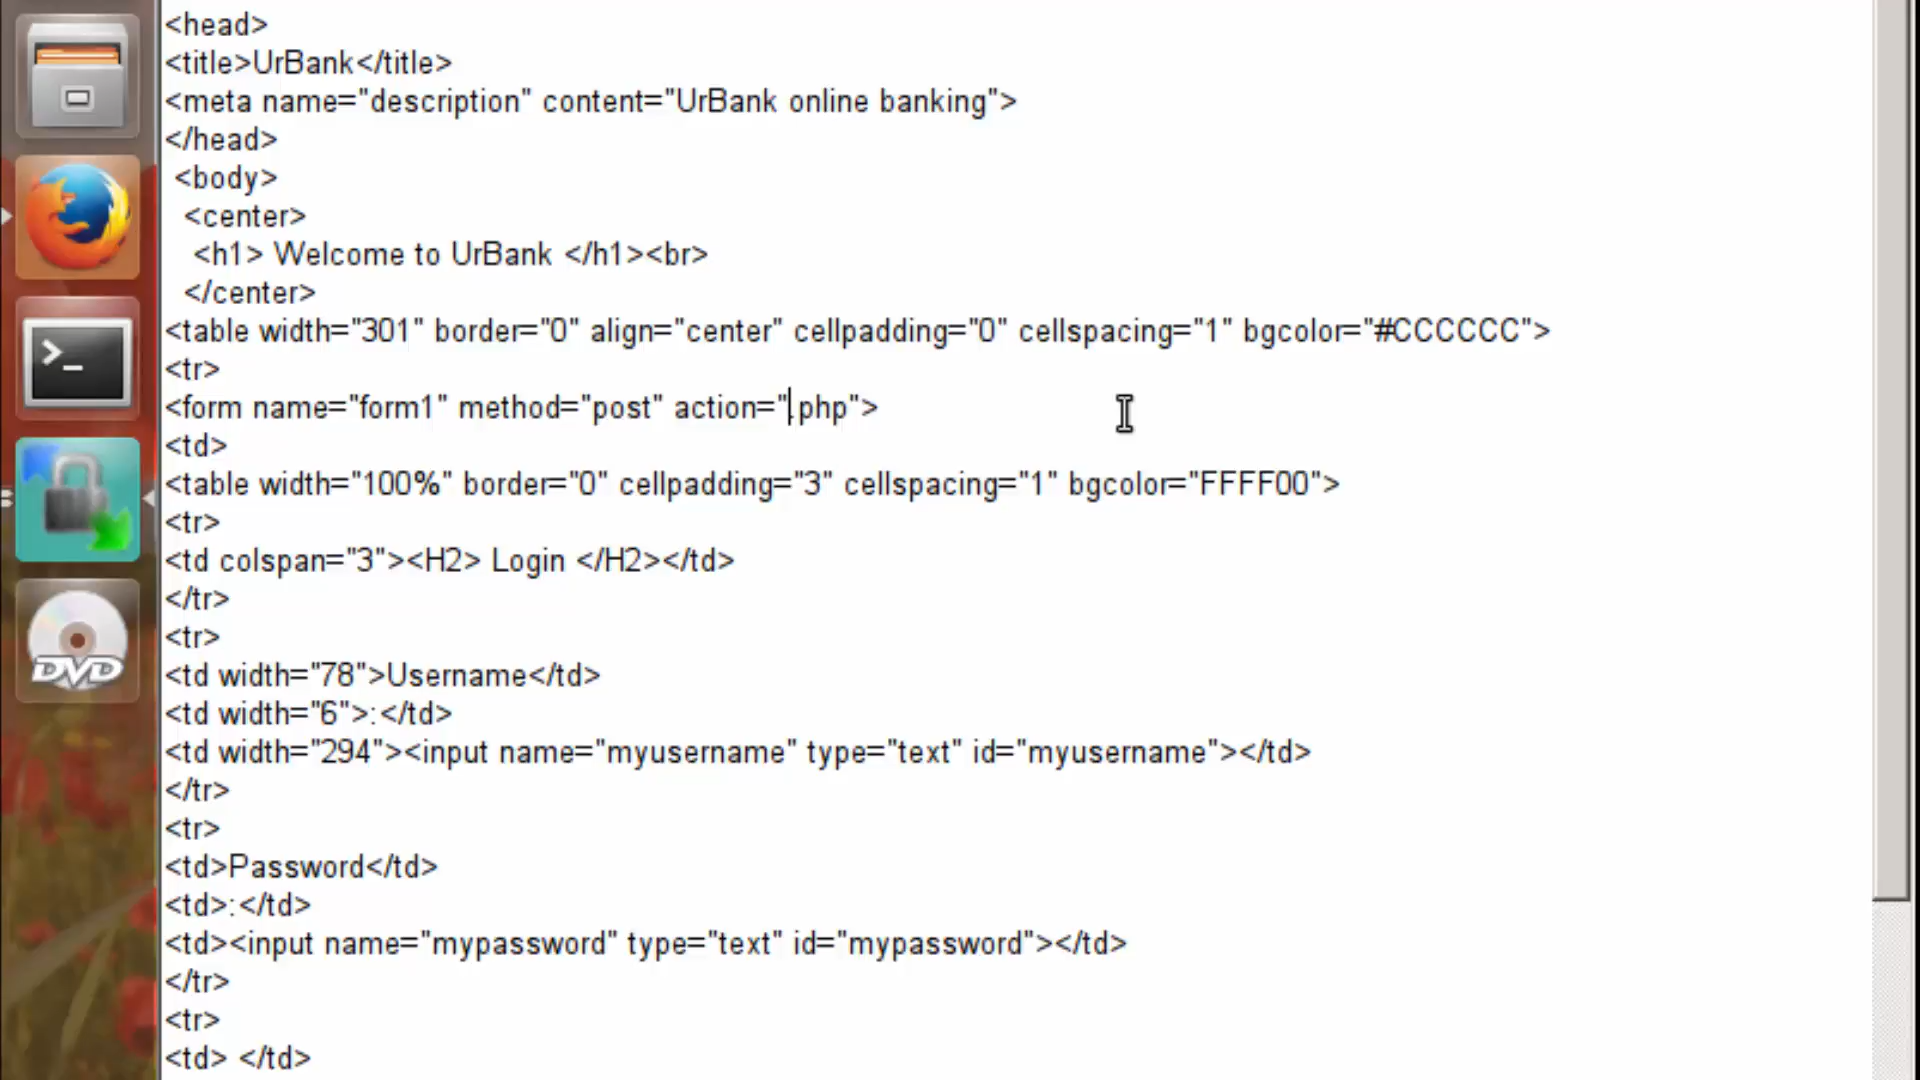 <head>
<title>UrBank</title>
<meta name="description" content="UrBank online banking">
</head>
<body>
<center>
<h1> Welcome to UrBank </h1><br>
</center>
<table width="301" border="0" align="center" cellpadding="0" cellspacing="1" bgcolor="#CCCCCC">
<tr>
<form name="form1" method="post" action=".php">
<td>
<table width="100%" border="0" cellpadding="3" cellspacing="1" bgcolor="FFFF00">
<tr>
<td colspan="3"><H2> Login </H2></td>
</tr>
<tr>
<td width="78">Username</td>
<td width="6">:</td>
<td width="294"><input name="myusername" type="text" id="myusername"></td>
</tr>
<tr>
<td>Password</td>
<td>:</td>
<td><input name="mypassword" type="text" id="mypassword"></td>
</tr>
<tr>
<td> </td>
>_
DVD